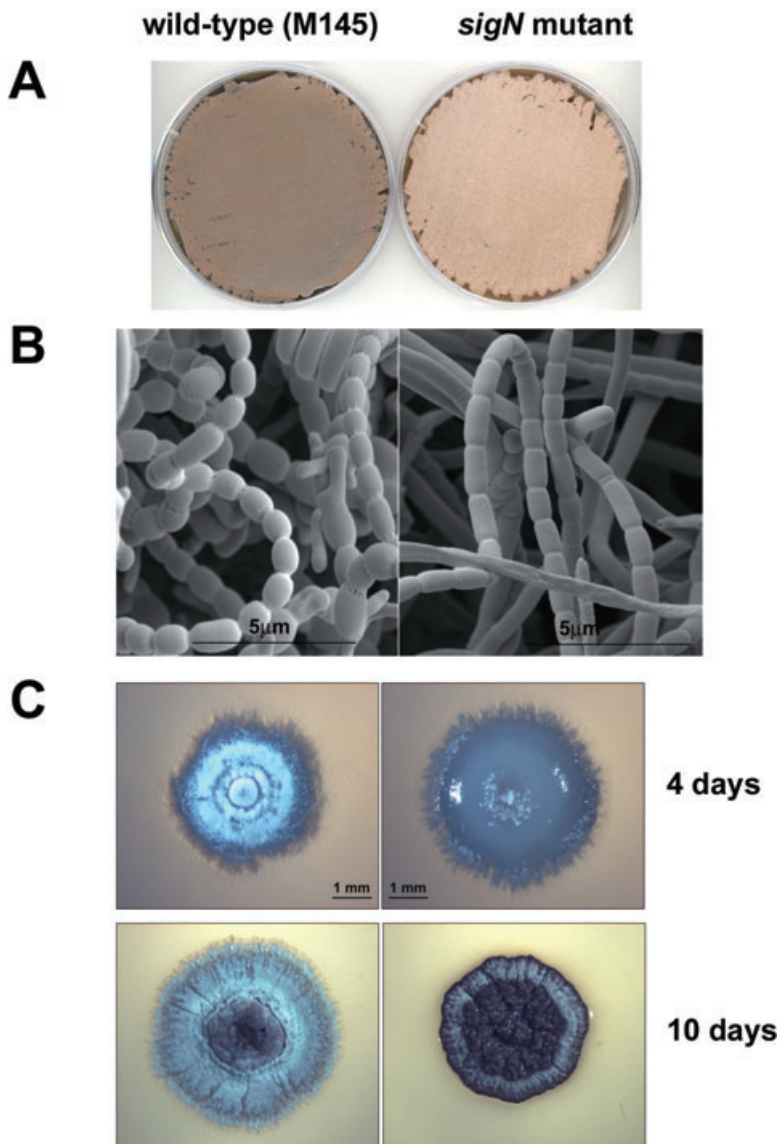 wild-type (M145) sigN mutant
A
B
5μm 5μm
C
4 days
1 mm 1 mm
10 days